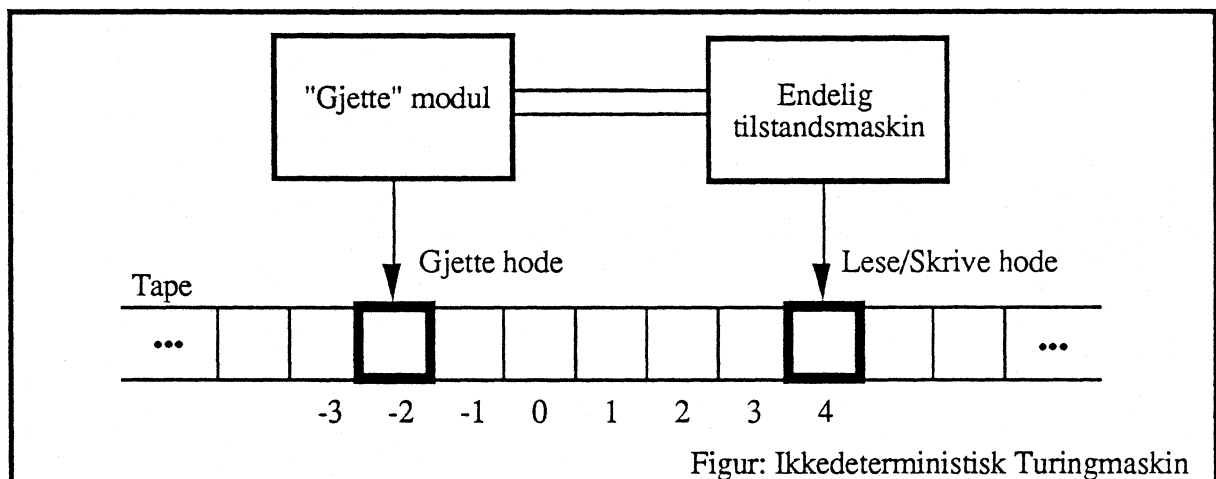 "Gjette" modul
Endelig
tilstandsmaskin
Gjette hode
Lese/Skrive hode
Tape
... ...
-3 -2 -1 0 1 2 3 4
Figur: Ikkedeterministisk Turingmaskin